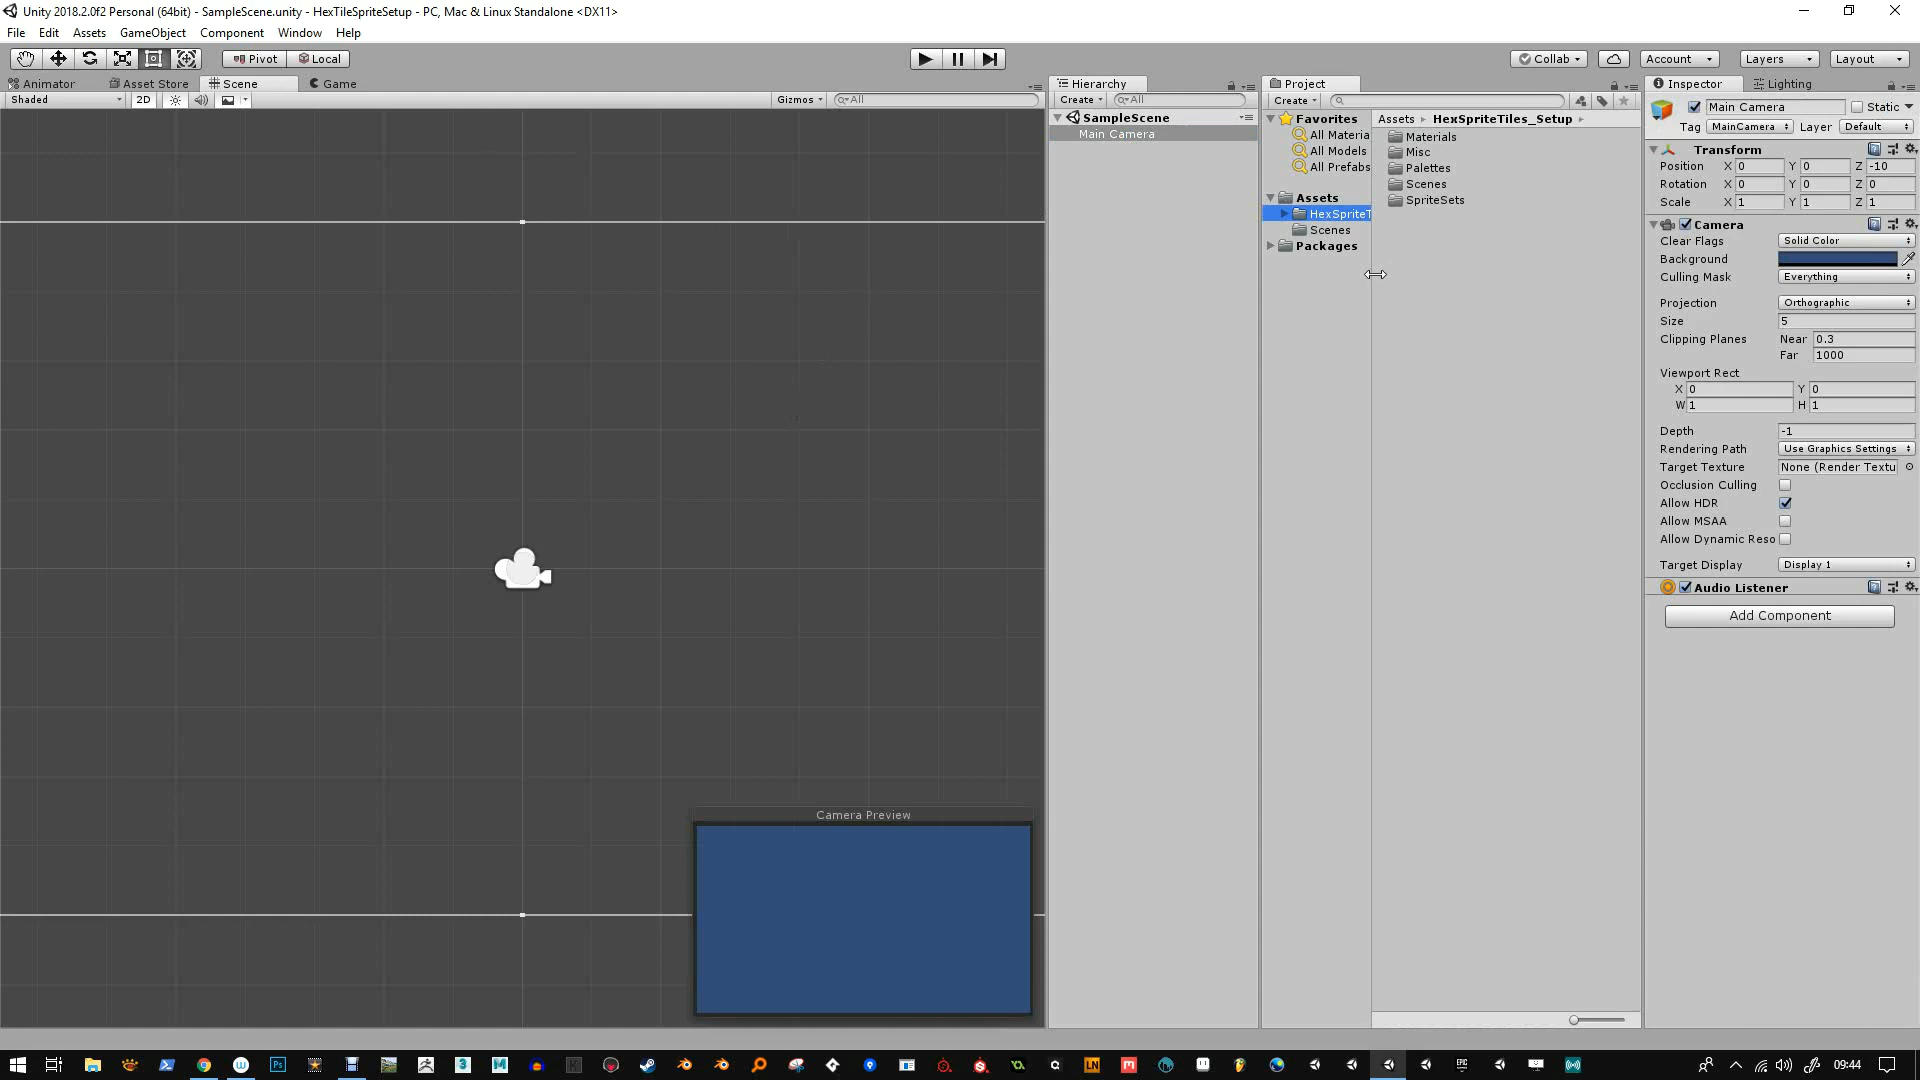 Unity 2018.2.0f2 Personal (64bit) - SampleScene.unity - HexTileSpriteSetup - PC, Mac & Linux Standalone <DX11>
File Edit Assets GameObject Component Window Help
Pivot Local Collab Account Layers Layout
Animator Asset Store Scene Game
Shaded 2D Gizmos All
Hierarchy
Create All
SampleScene
Main Camera
Project
Create
Favorites
All Materia
All Models
All Prefabs
Assets
HexSpriteT
Scenes
Packages
Assets HexSpriteTiles_Setup
Materials
Misc
Palettes
Scenes
SpriteSets
Inspector Lighting
Main Camera Static
Tag MainCamera Layer Default
Transform
Position X 0 Y 0 Z -10
Rotation X 0 Y 0 Z 0
Scale X 1 Y 1 Z 1
Camera
Clear Flags Solid Color
Background
Culling Mask Everything
Projection Orthographic
Size 5
Clipping Planes Near 0.3
Far 1000
Viewport Rect
X 0 Y 0
W 1 H 1
Depth -1
Rendering Path Use Graphics Settings
Target Texture None (Render Textu
Occlusion Culling
Allow HDR
Allow MSAA
Allow Dynamic Reso
Target Display Display 1
Audio Listener
Add Component
Camera Preview
09:44